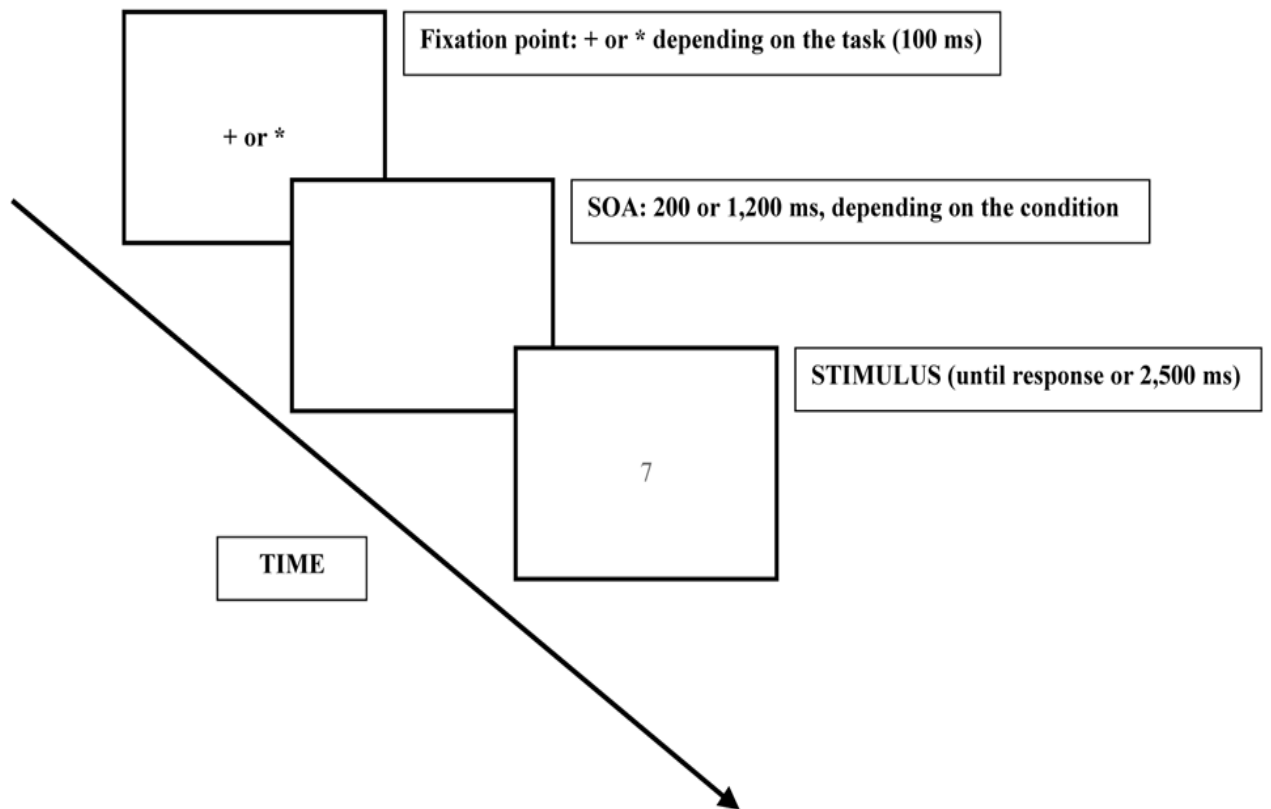 Fixation point: + or * depending on the task (100 ms)
+ or *
SOA: 200 or 1,200 ms, depending on the condition
STIMULUS (until response or 2,500 ms)
7
TIME